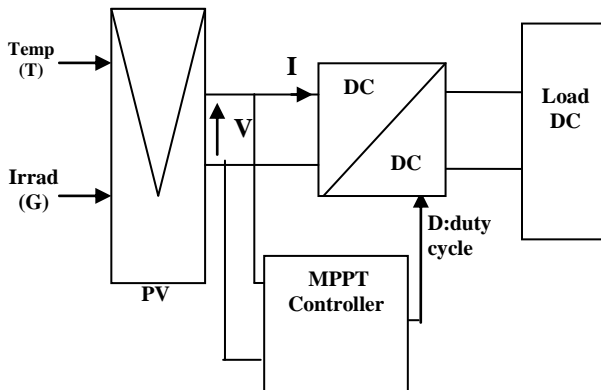 Temp
(T)
Irrad
(G)
PV
I
V
DC
DC
D:duty
cycle
MPPT
Controller
Load
DC